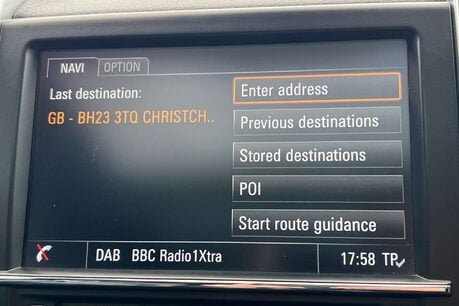 NAVI OPTION
Last destination:
GB - BH23 3TQ CHRISTCH..
Enter address
Previous destinations
Stored destinations
POI
Start route guidance
DAB BBC Radio1Xtra
17:58 TP